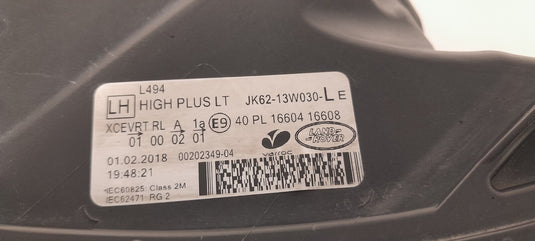 L494
LH HIGH PLUS LT JK62-13W030-L E
XCEVRT RL A 1a E9 40 PL 16604 16608
01 00 02 01
01.02.2018 00202349-04
19:48:21
varroc
LAND-
ROVER
IEC60825 Class 2M
IEC62471 RG 2